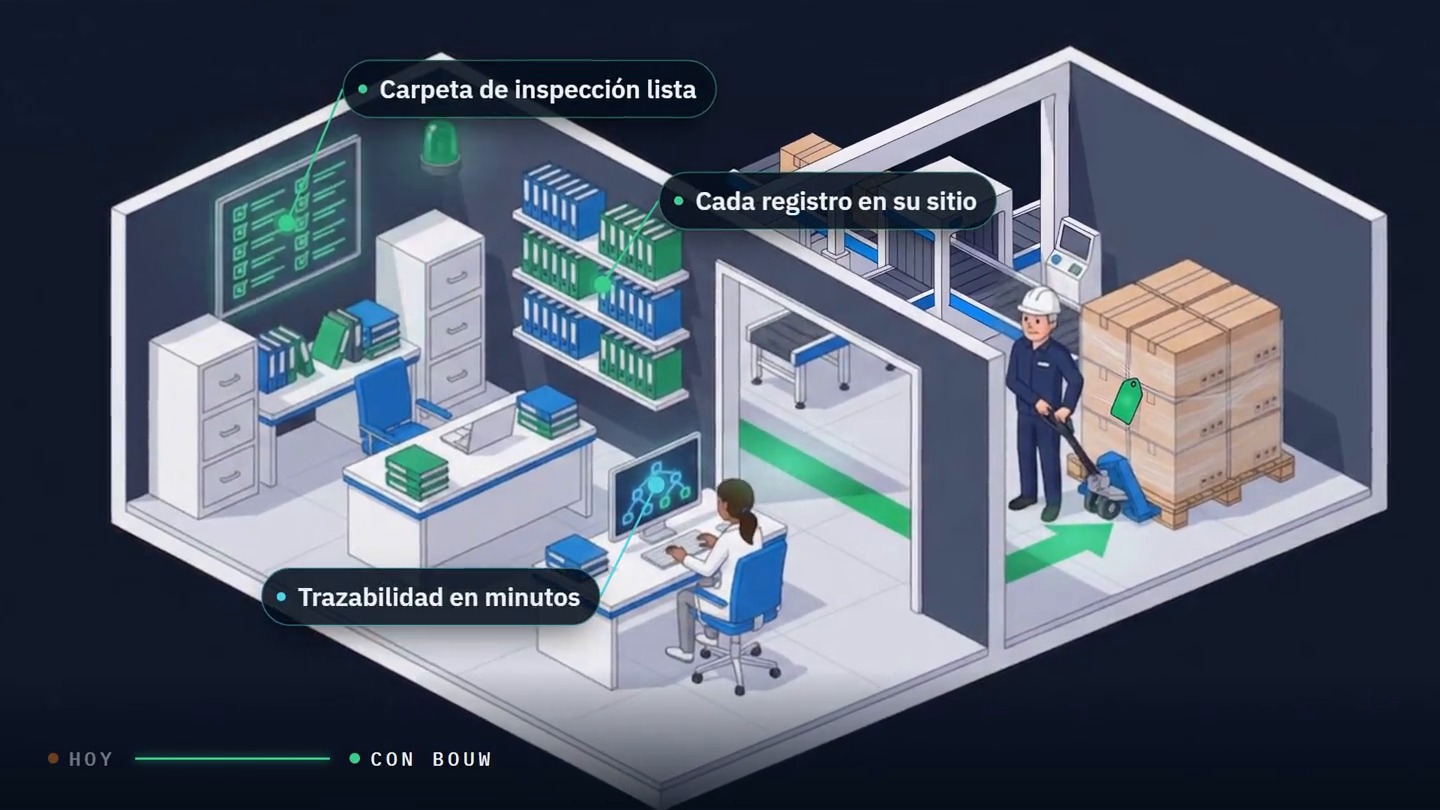 Carpeta de inspección lista
Cada registro en su sitio
Trazabilidad en minutos
HOY
CON BOUW